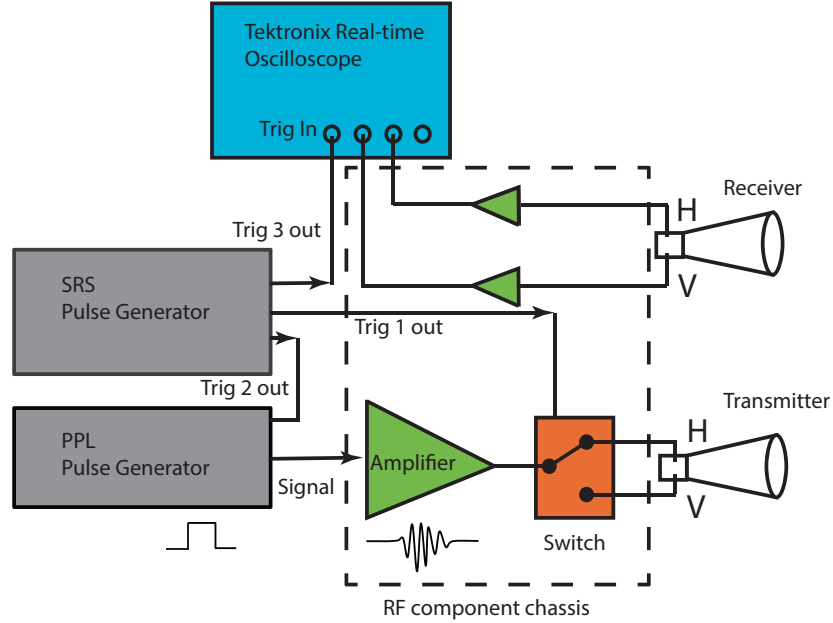 Tektronix Real-time
Oscilloscope
Trig In
Receiver
H
V
Trig 3 out
SRS
Pulse Generator
Trig 1 out
Trig 2 out
PPL
Pulse Generator
Signal
Amplifier
Switch
Transmitter
H
V
RF component chassis